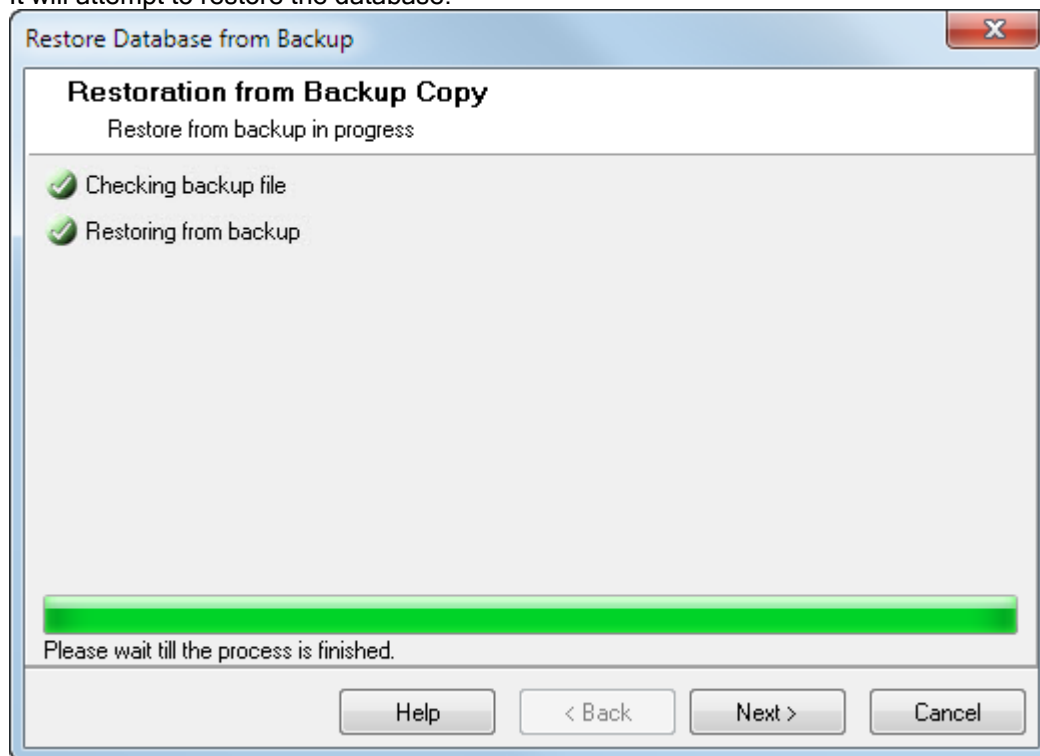 It will attempt to restore the database.
Restore Database from Backup
Restoration from Backup Copy
Restore from backup in progress
Checking backup file
Restoring from backup
Please wait till the process is finished.
Help
< Back
Next >
Cancel